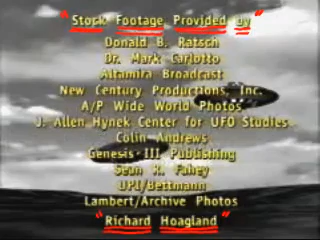 "Stock Footage Provided by"
Donald B. Ratsch
Dr. Mark Carlotto
Altamira Broadcast
New Century Productions, Inc.
A/P Wide World Photos
J. Allen Hynek Center for UFO Studies
Colin Andrews
Genesis III Publishing
Sean K. Fahey
UPI/Bettmann
Lambert/Archive Photos
"Richard Hoagland"